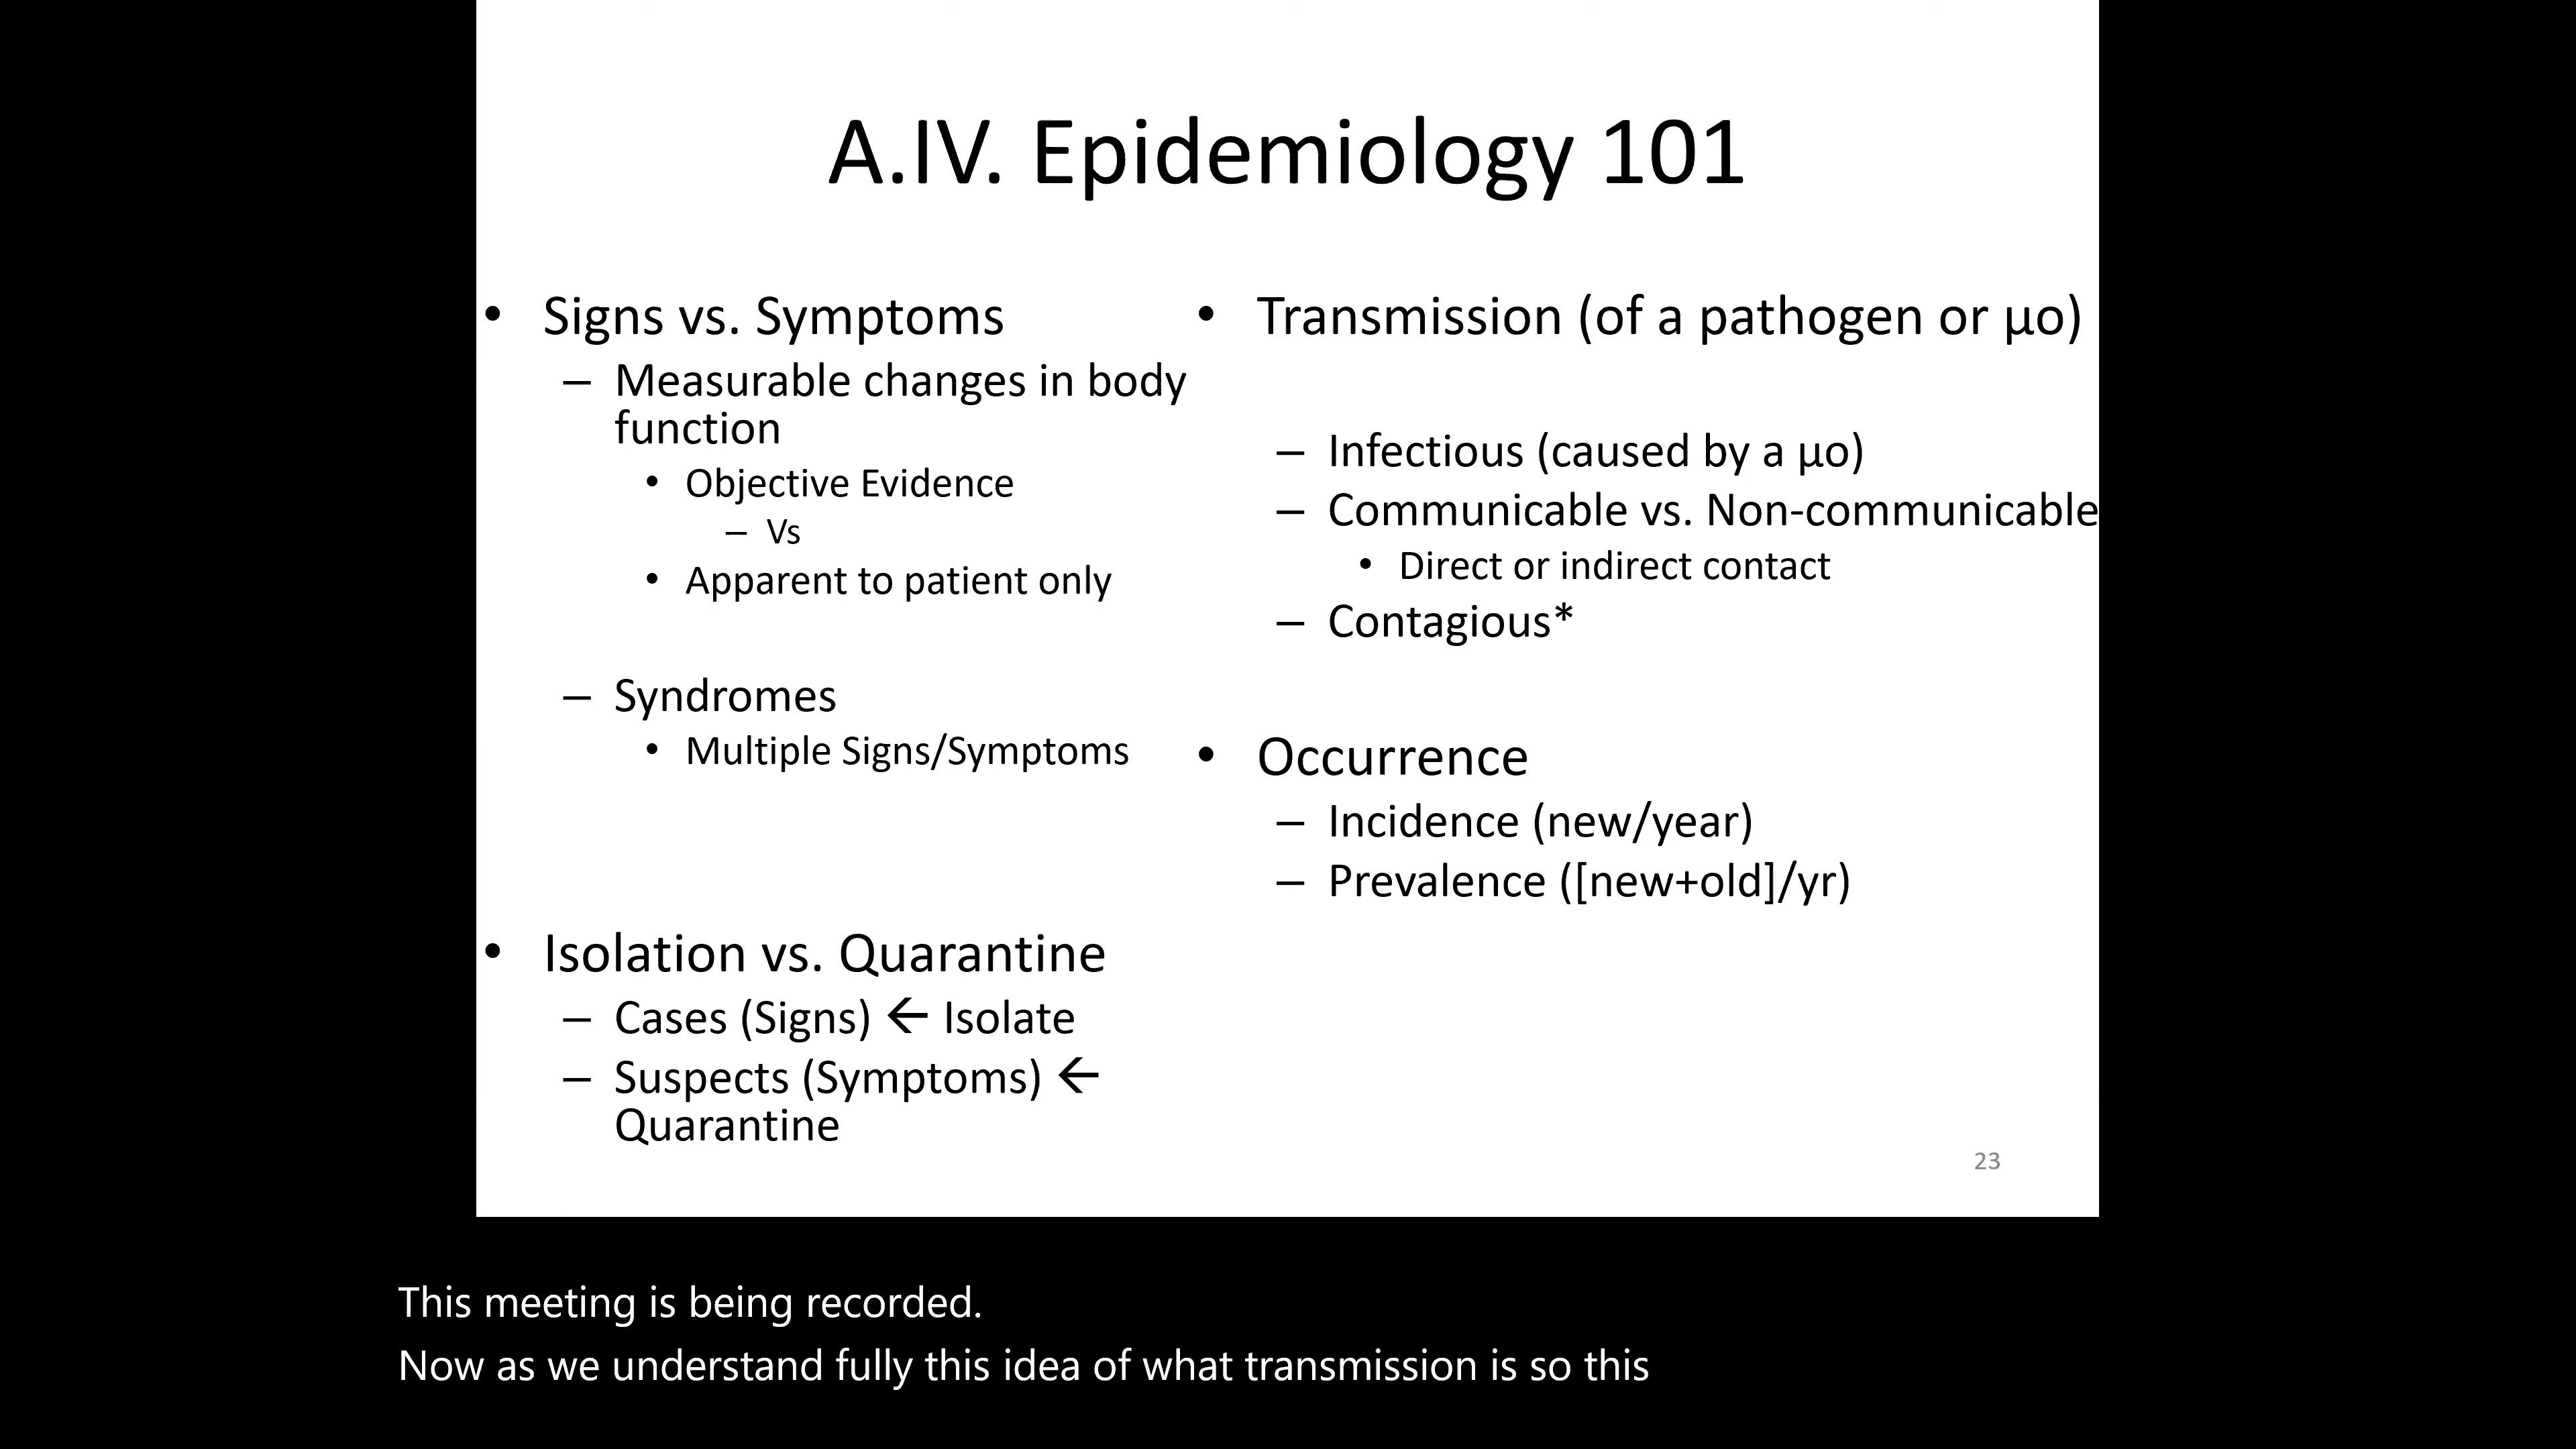 A.IV. Epidemiology 101
• Signs vs. Symptoms
– Measurable changes in body
function
• Objective Evidence
– Vs
• Apparent to patient only
– Syndromes
• Multiple Signs/Symptoms
• Isolation vs. Quarantine
– Cases (Signs) ← Isolate
– Suspects (Symptoms) ←
Quarantine
• Transmission (of a pathogen or µo)
– Infectious (caused by a µo)
– Communicable vs. Non-communicable
• Direct or indirect contact
– Contagious*
• Occurrence
– Incidence (new/year)
– Prevalence ([new+old]/yr)
23
This meeting is being recorded.
Now as we understand fully this idea of what transmission is so this